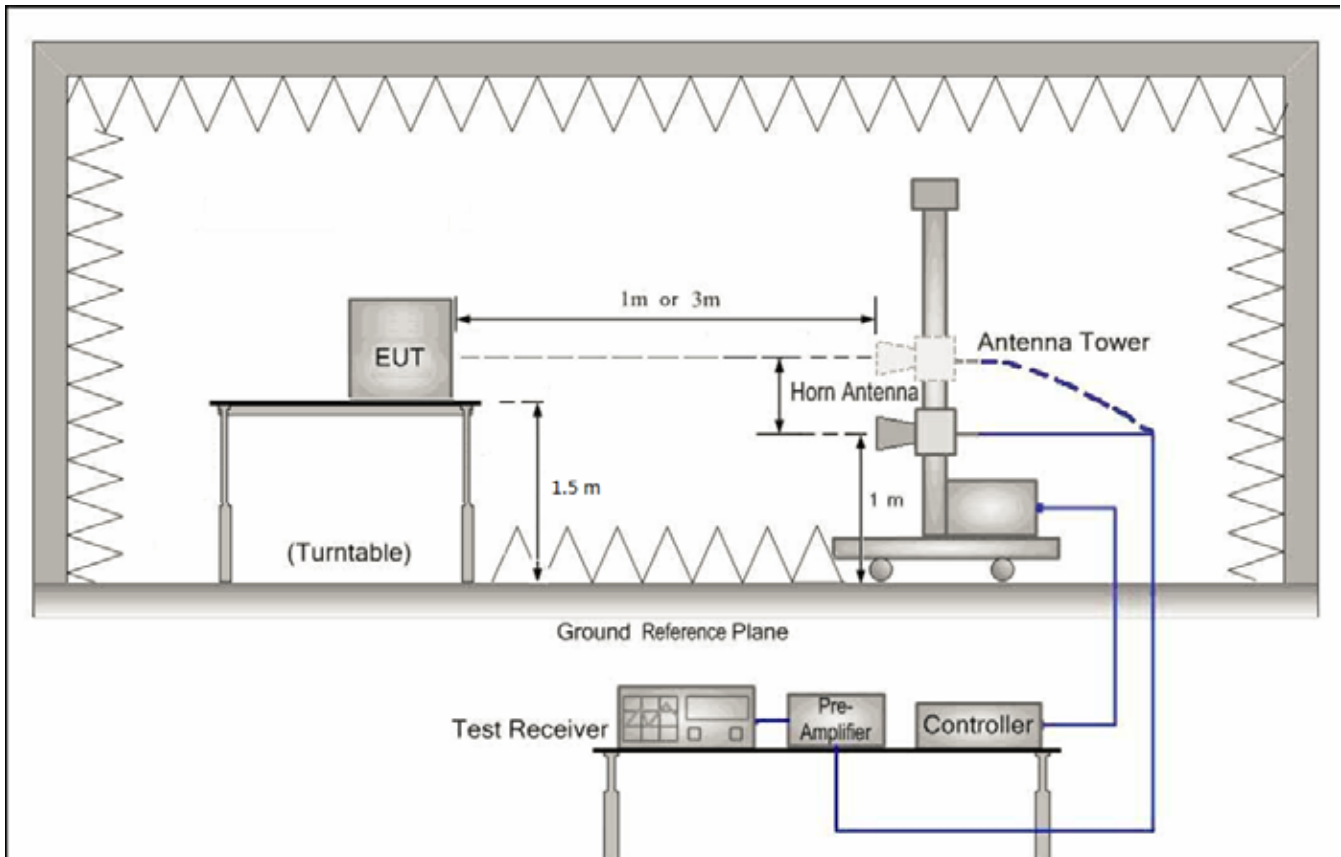 1m or 3m
EUT
Antenna Tower
Horn Antenna
1.5 m
1 m
(Turntable)
Ground Reference Plane
Test Receiver
Pre-
Amplifier
Controller